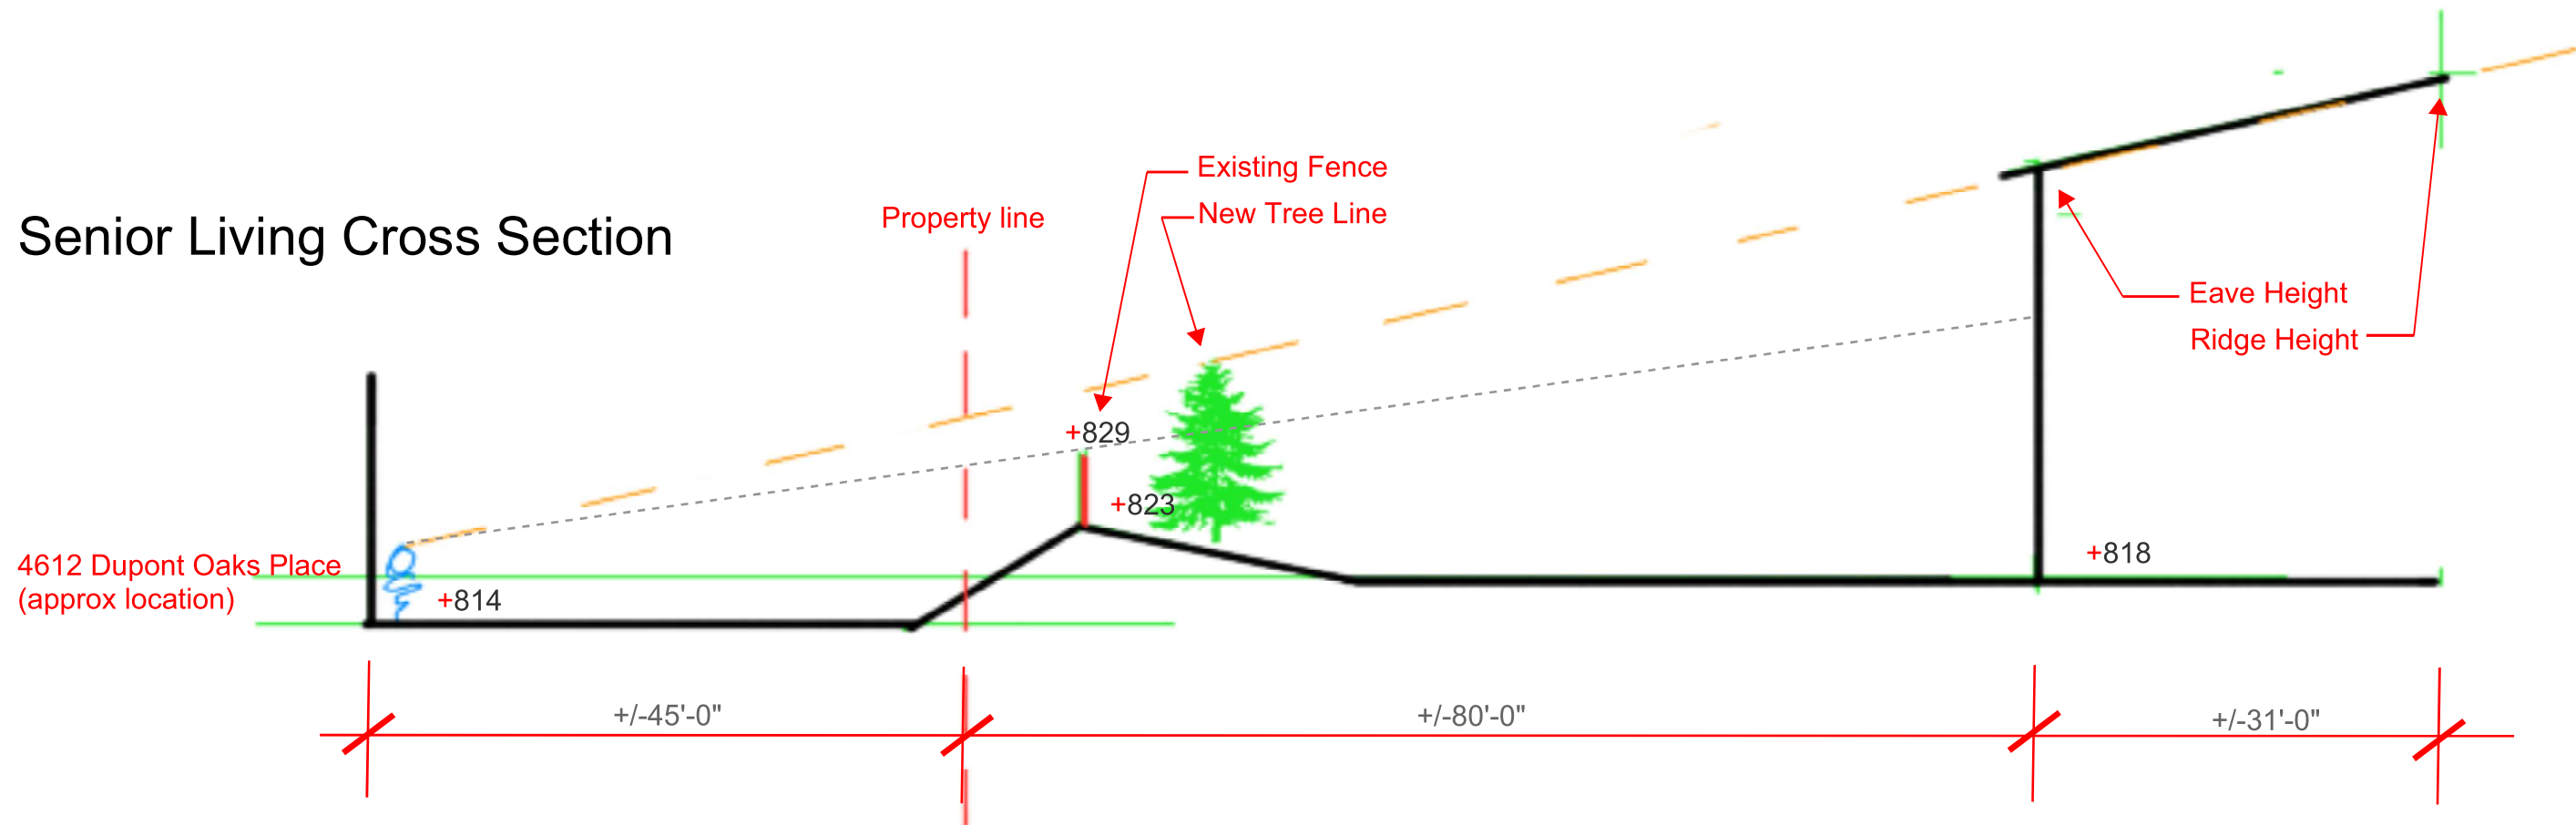 Existing Fence
New Tree Line
Property line
Senior Living Cross Section
Eave Height
Ridge Height
+829
+823
4612 Dupont Oaks Place
(approx location)
+814
+818
+/-45'-0"
+/-80'-0"
+/-31'-0"